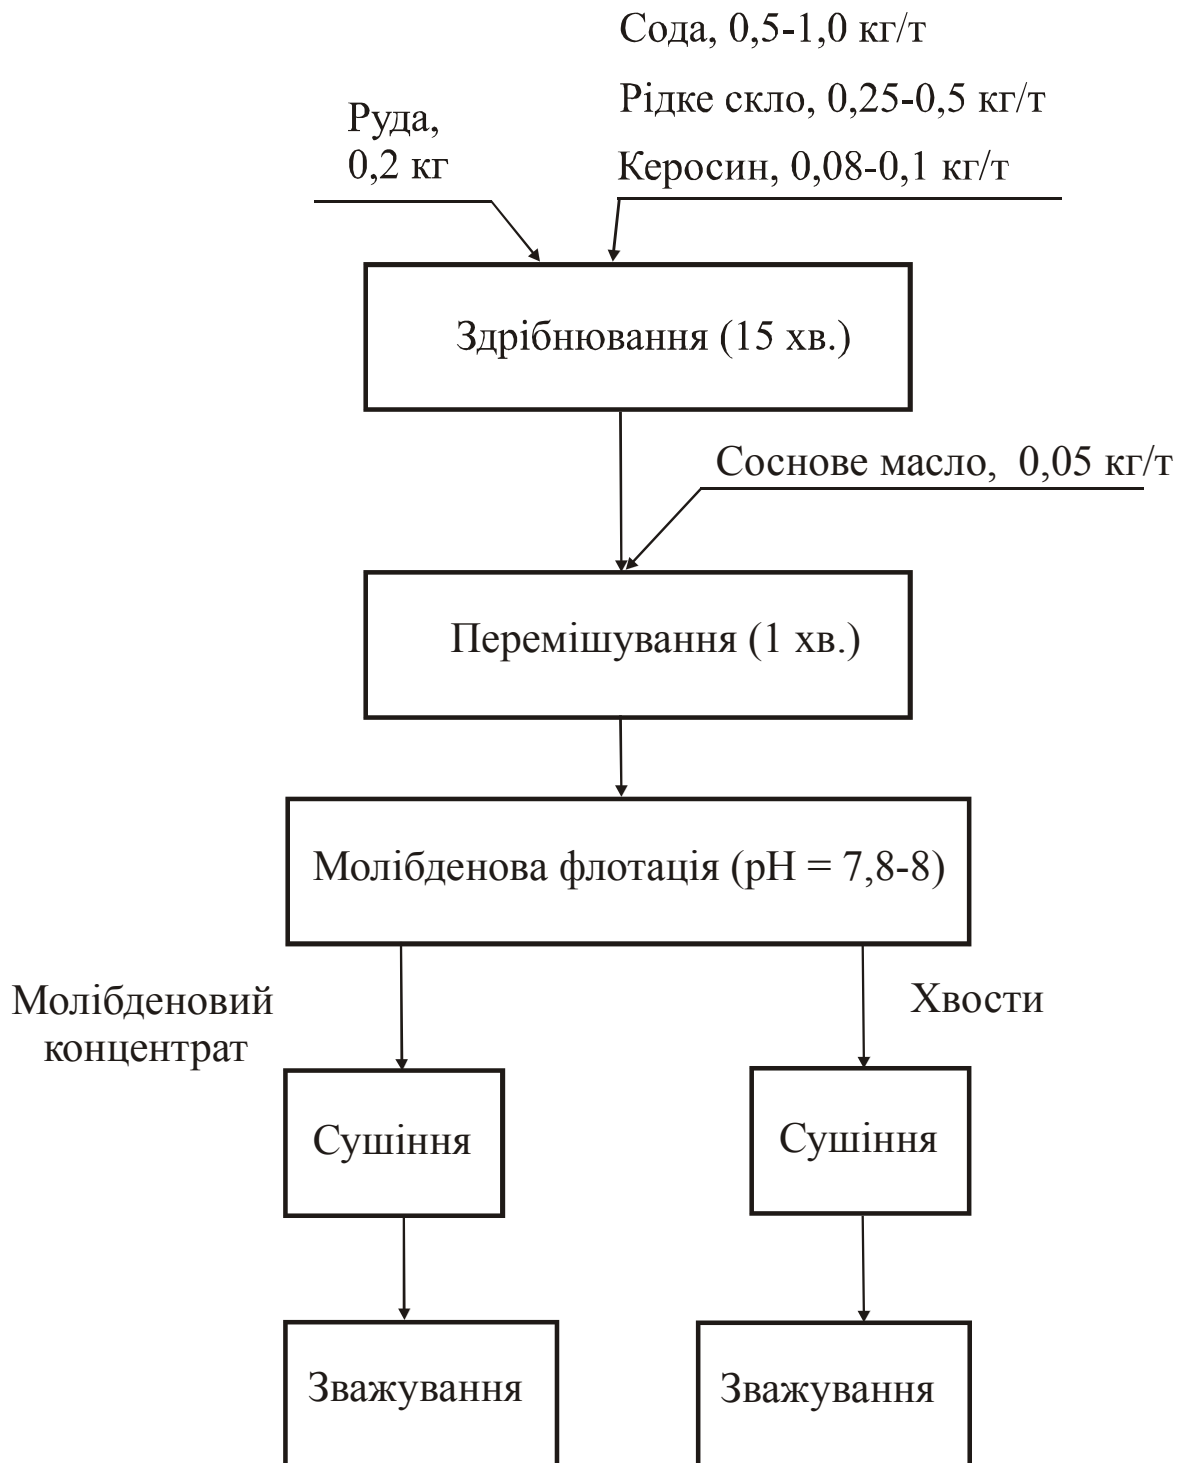 Сода, 0,5-1,0 кг/т
Рідке скло, 0,25-0,5 кг/т
Керосин, 0,08-0,1 кг/т
Руда,
0,2 кг
Здрібнювання (15 хв.)
Соснове масло, 0,05 кг/т
Перемішування (1 хв.)
Молібденова флотація (рН = 7,8-8)
Молібденовий
концентрат
Хвости
Сушіння
Сушіння
Зважування
Зважування